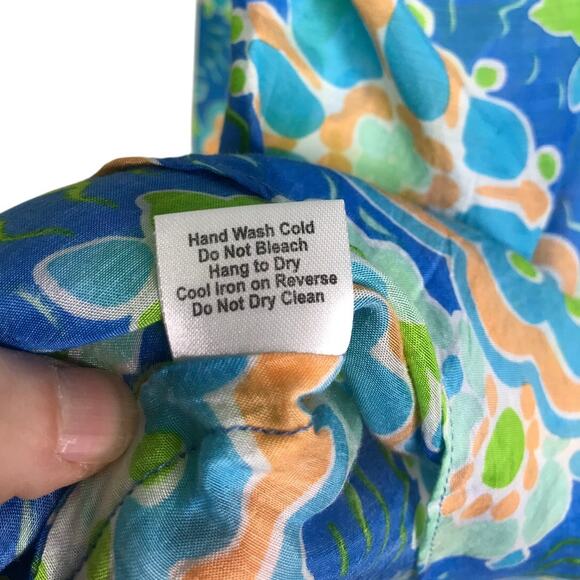 Hand Wash Cold
Do Not Bleach
Hang to Dry
Cool Iron on Reverse
Do Not Dry Clean